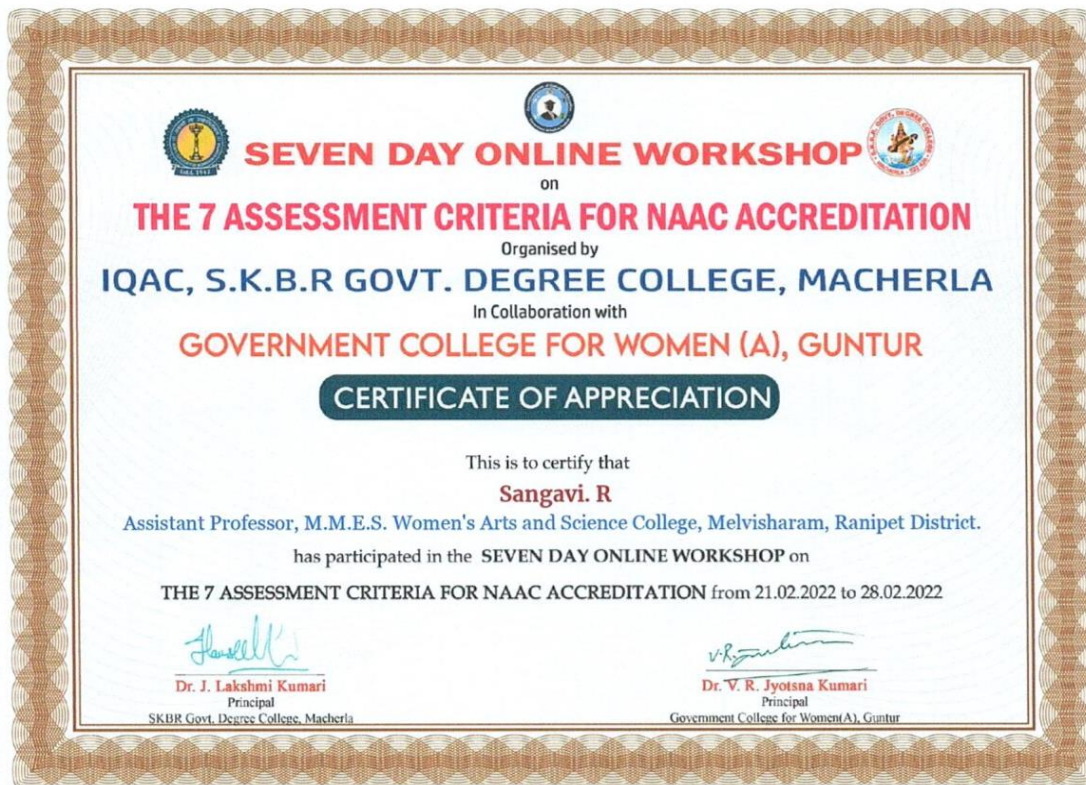 SEVEN DAY ONLINE WORKSHOP
on
THE 7 ASSESSMENT CRITERIA FOR NAAC ACCREDITATION
Organised by
IQAC, S.K.B.R GOVT. DEGREE COLLEGE, MACHERLA
In Collaboration with
GOVERNMENT COLLEGE FOR WOMEN (A), GUNTUR
CERTIFICATE OF APPRECIATION
This is to certify that
Sangavi. R
Assistant Professor, M.M.E.S. Women's Arts and Science College, Melvisharam, Ranipet District.
has participated in the SEVEN DAY ONLINE WORKSHOP on
THE 7 ASSESSMENT CRITERIA FOR NAAC ACCREDITATION from 21.02.2022 to 28.02.2022
Dr. J. Lakshmi Kumari
Principal
SKBR Govt. Degree College, Macherla
Dr. V. R. Jyotsna Kumari
Principal
Government College for Women(A), Guntur